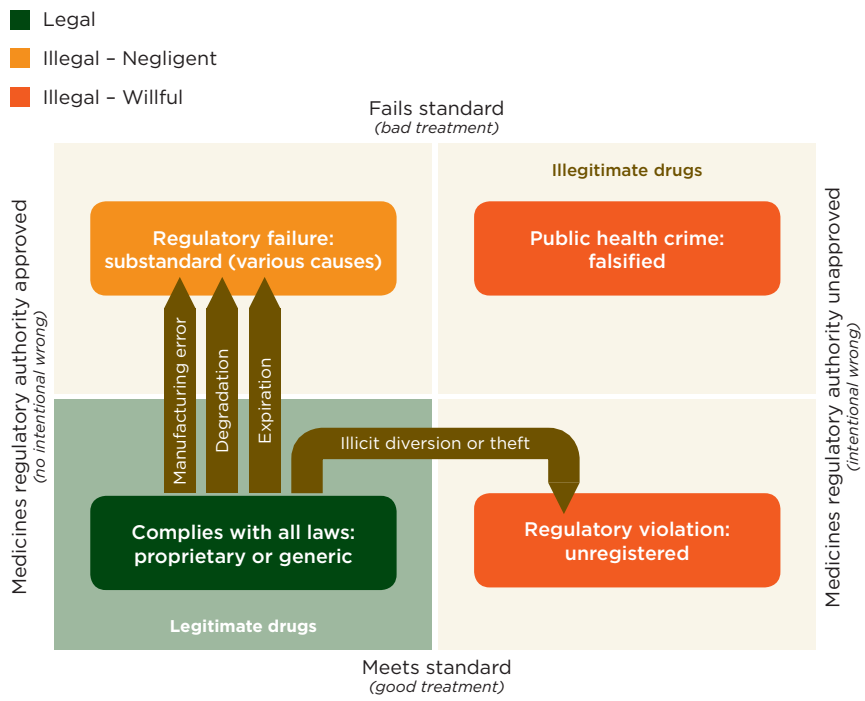 Legal
Illegal – Negligent
Illegal – Willful
Fails standard
(bad treatment)
Medicines regulatory authority approved
(no intentional wrong)
Regulatory failure:
substandard (various causes)
Illegitimate drugs
Public health crime:
falsified
Medicines regulatory authority unapproved
(intentional wrong)
Manufacturing error
Degradation
Expiration
Illicit diversion or theft
Complies with all laws:
proprietary or generic
Legitimate drugs
Regulatory violation:
unregistered
Meets standard
(good treatment)